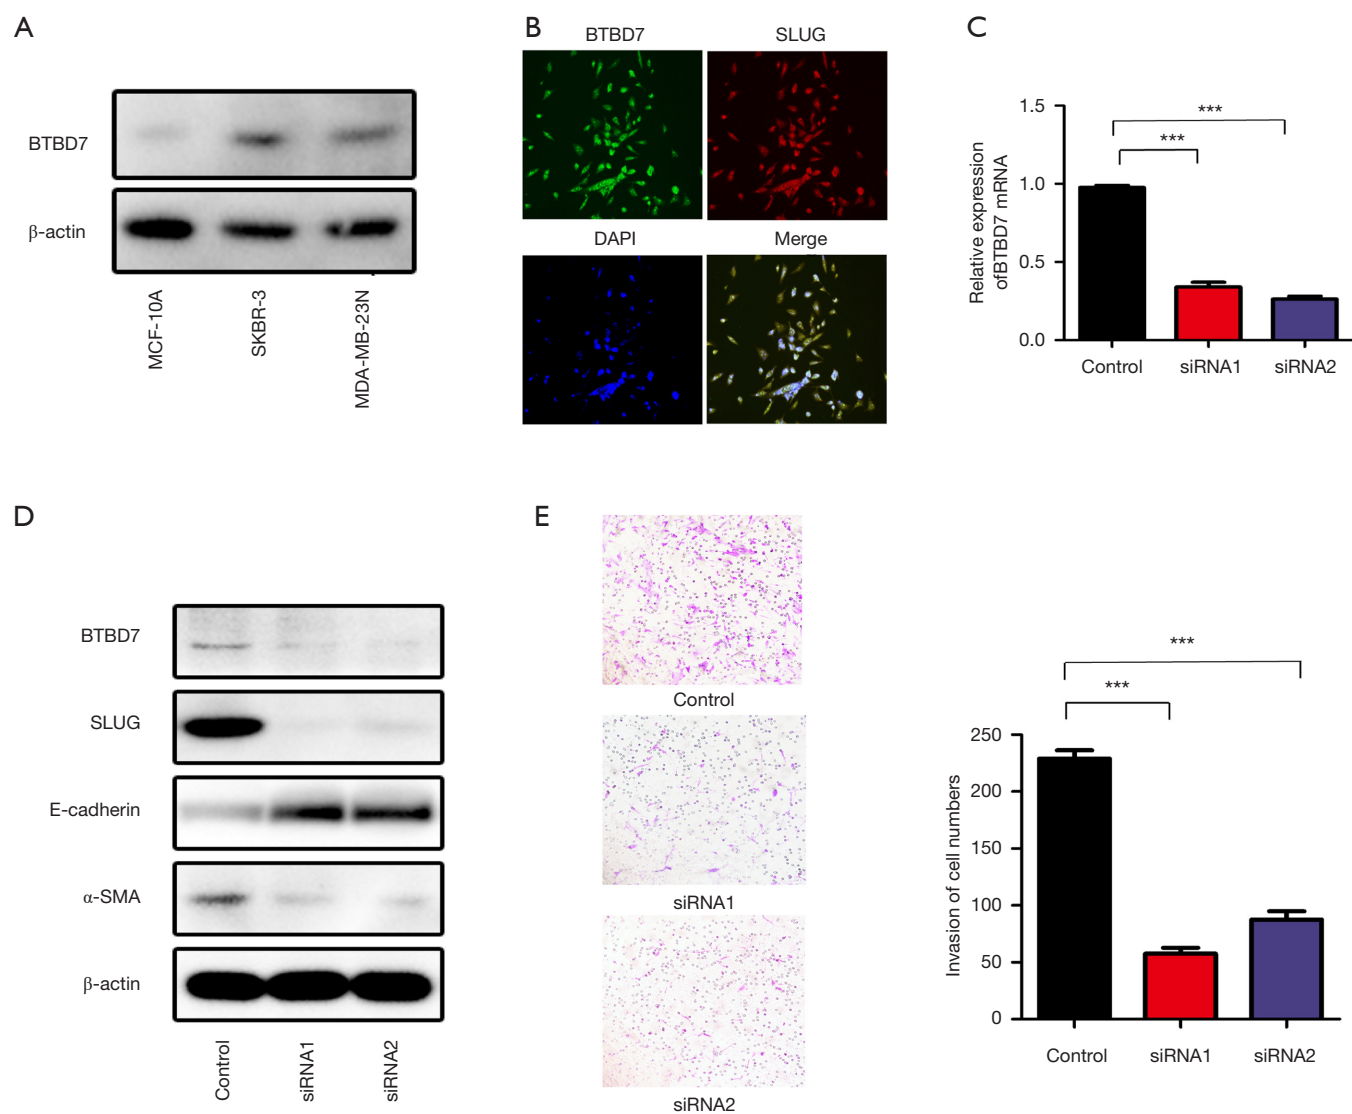 A
BTBD7
β-actin
MCF-10A
SKBR-3
MDA-MB-23N
B
BTBD7
SLUG
DAPI
Merge
C
Relative expression
ofBTBD7 mRNA
1.5
1.0
0.5
0.0
***
***
Control
siRNA1
siRNA2
D
BTBD7
SLUG
E-cadherin
α-SMA
β-actin
Control
siRNA1
siRNA2
E
Control
siRNA1
siRNA2
Invasion of cell numbers
250
200
150
100
50
0
***
***
Control
siRNA1
siRNA2